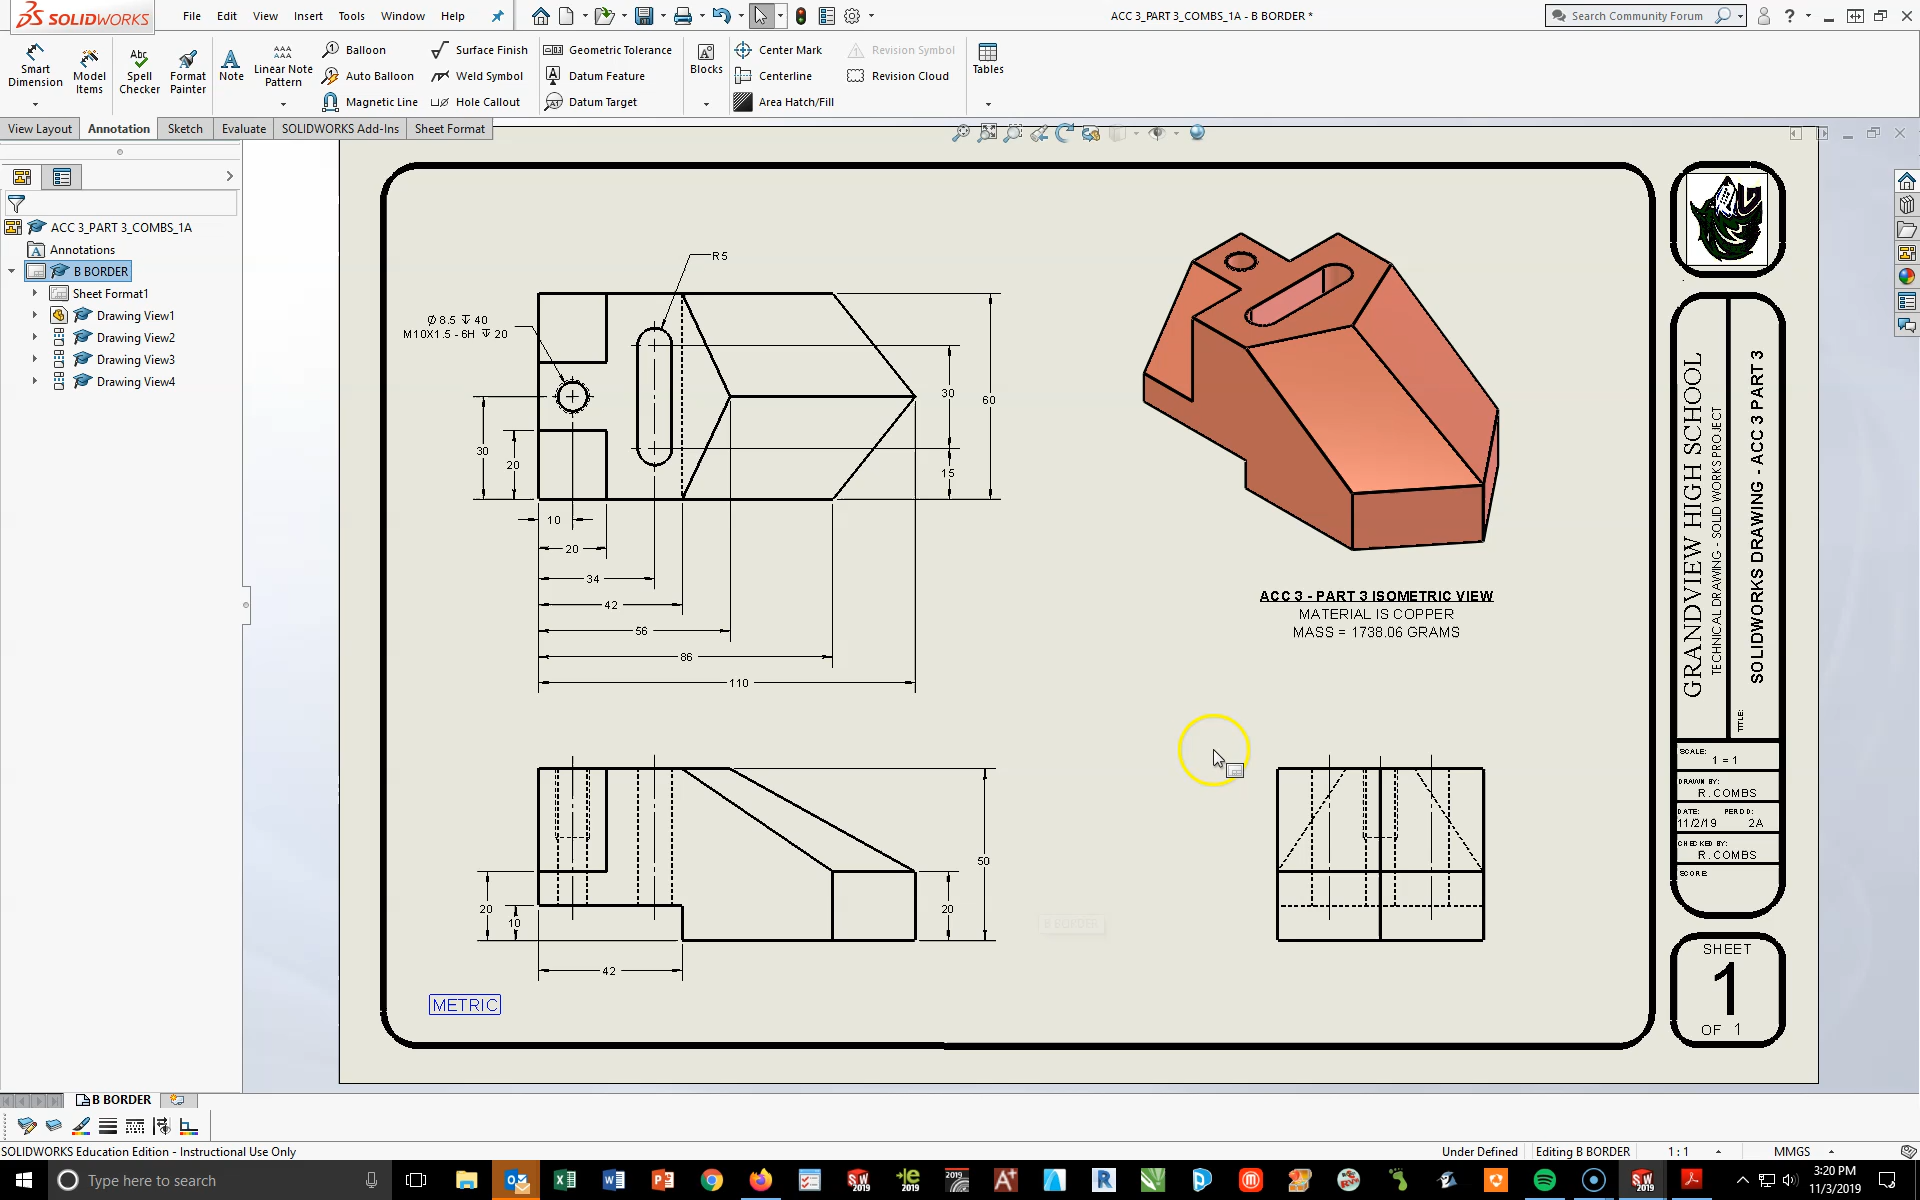 SOLIDWORKS
File Edit View Insert Tools Window Help
ACC 3_PART 3_COMBS_1A - B BORDER *
Search Community Forum
Smart Dimension
Model Items
Spell Checker
Format Painter
Note
Linear Note Pattern
Balloon
Auto Balloon
Magnetic Line
Surface Finish
Weld Symbol
Hole Callout
Geometric Tolerance
Datum Feature
Datum Target
Blocks
Center Mark
Centerline
Area Hatch/Fill
Revision Symbol
Revision Cloud
Tables
View Layout Annotation Sketch Evaluate SOLIDWORKS Add-Ins Sheet Format
ACC 3_PART 3_COMBS_1A
Annotations
B BORDER
Sheet Format1
Drawing View1
Drawing View2
Drawing View3
Drawing View4
R5
Ø 8.5 ↧ 40
M10X1.5 - 6H ↧ 20
30
20
30
15
60
10
20
34
42
56
86
110
ACC 3 - PART 3 ISOMETRIC VIEW
MATERIAL IS COPPER
MASS = 1738.06 GRAMS
20
10
42
20
50
B BORDER
METRIC
GRANDVIEW HIGH SCHOOL
TECHNICAL DRAWING - SOLID WORKS PROJECT
SOLIDWORKS DRAWING - ACC 3 PART 3
TITLE:
SCALE:
1 = 1
DRAWN BY:
R. COMBS
DATE: PERIOD:
11/2/19 2A
CHECKED BY:
R. COMBS
SCORE:
SHEET
1
OF 1
B BORDER
SOLIDWORKS Education Edition - Instructional Use Only
Under Defined Editing B BORDER 1 : 1 MMGS
Type here to search
3:20 PM
11/3/2019